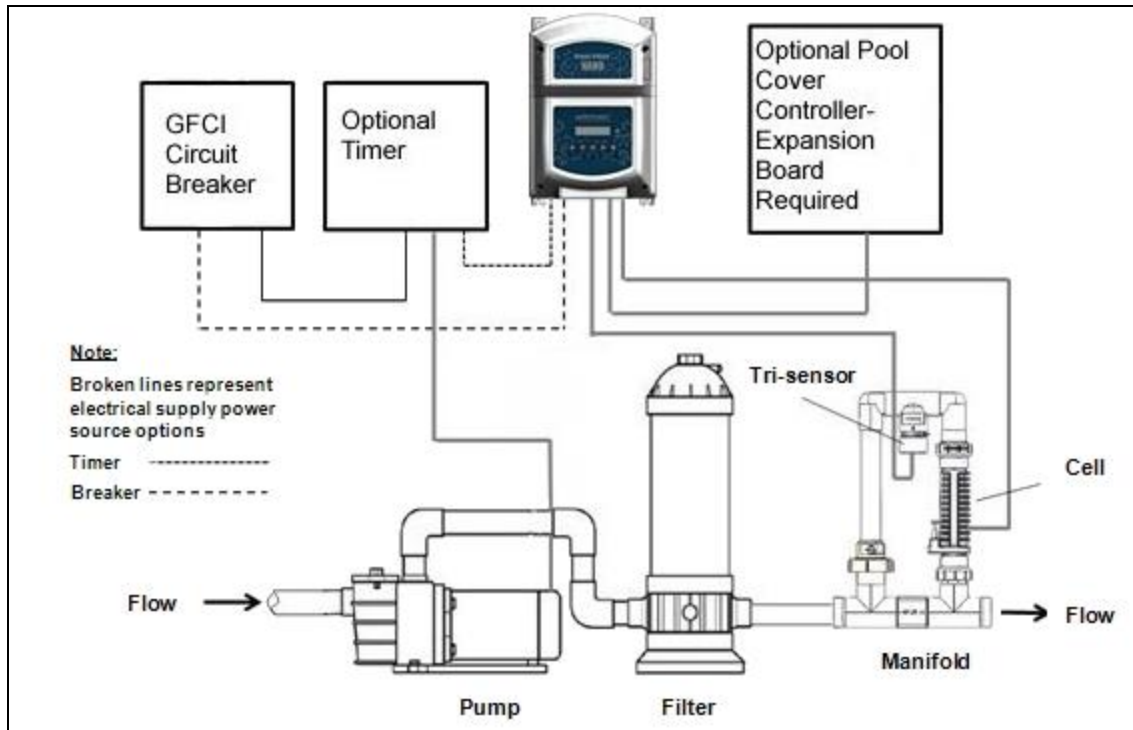 GFCI
Circuit
Breaker
Optional
Timer
Optional Pool
Cover
Controller-
Expansion
Board
Required
Note:
Broken lines represent
electrical supply power
source options
Timer
Breaker
Tri-sensor
Cell
Flow
Flow
Manifold
Pump
Filter